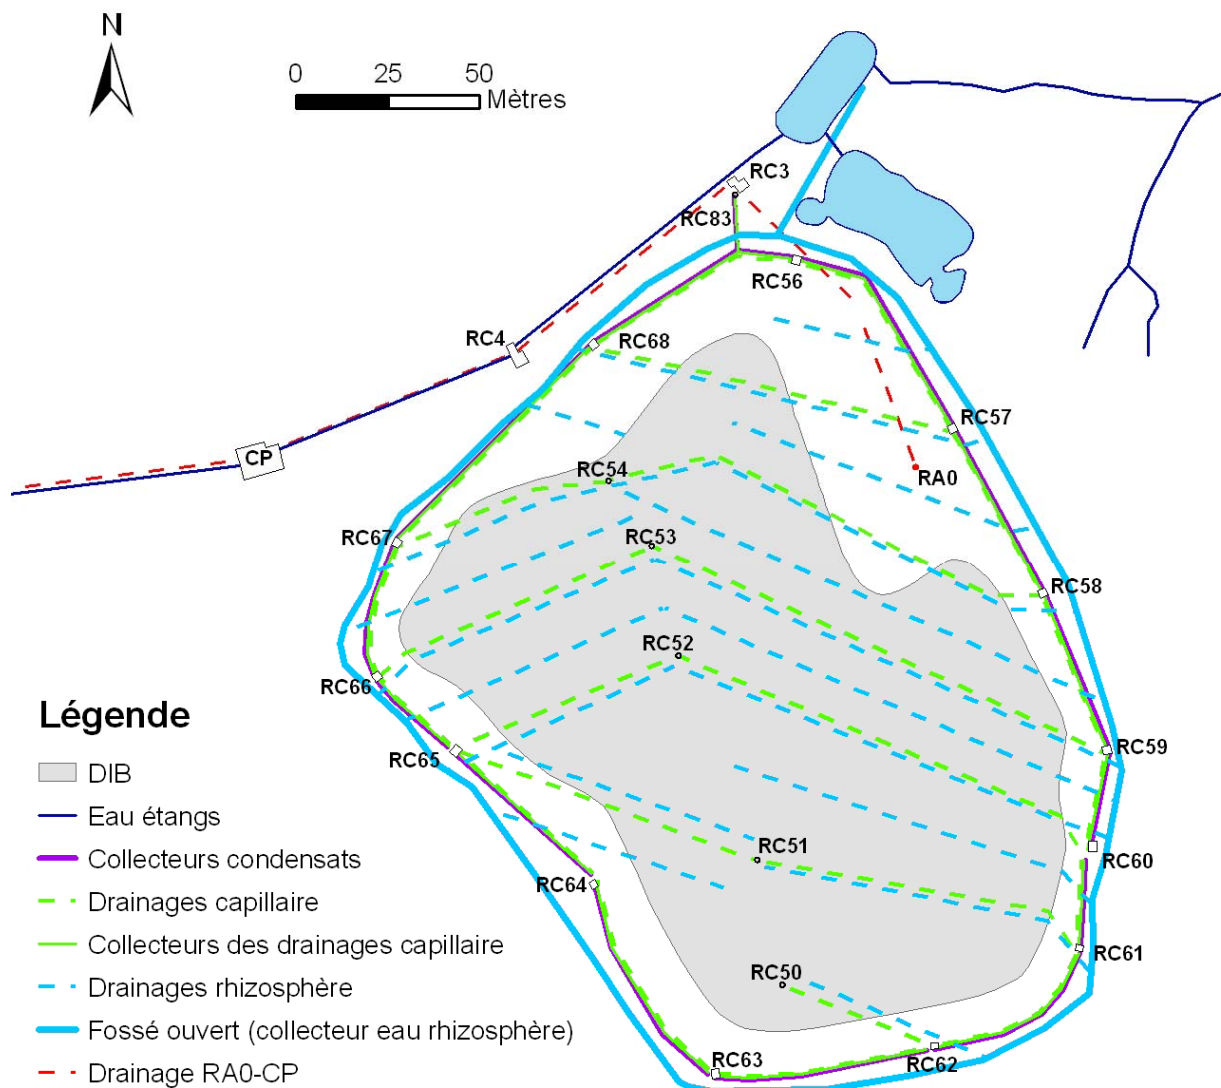 N
0 25 50
Mètres
RC3
RC83
RC56
RC4
RC68
RC57
CP
RC54
RA0
RC67
RC53
RC58
RC52
RC66
RC59
RC65
RC51
RC60
RC64
RC61
RC50
RC62
RC63
Légende
DIB
Eau étangs
Collecteurs condensats
Drainages capillaire
Collecteurs des drainages capillaire
Drainages rhizosphère
Fossé ouvert (collecteur eau rhizosphère)
Drainage RA0-CP